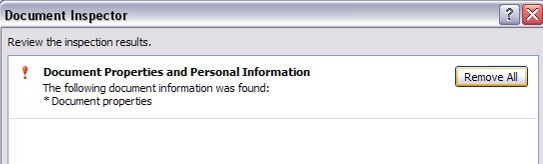 Document Inspector
Review the inspection results.
Document Properties and Personal Information
Remove All
The following document information was found:
* Document properties